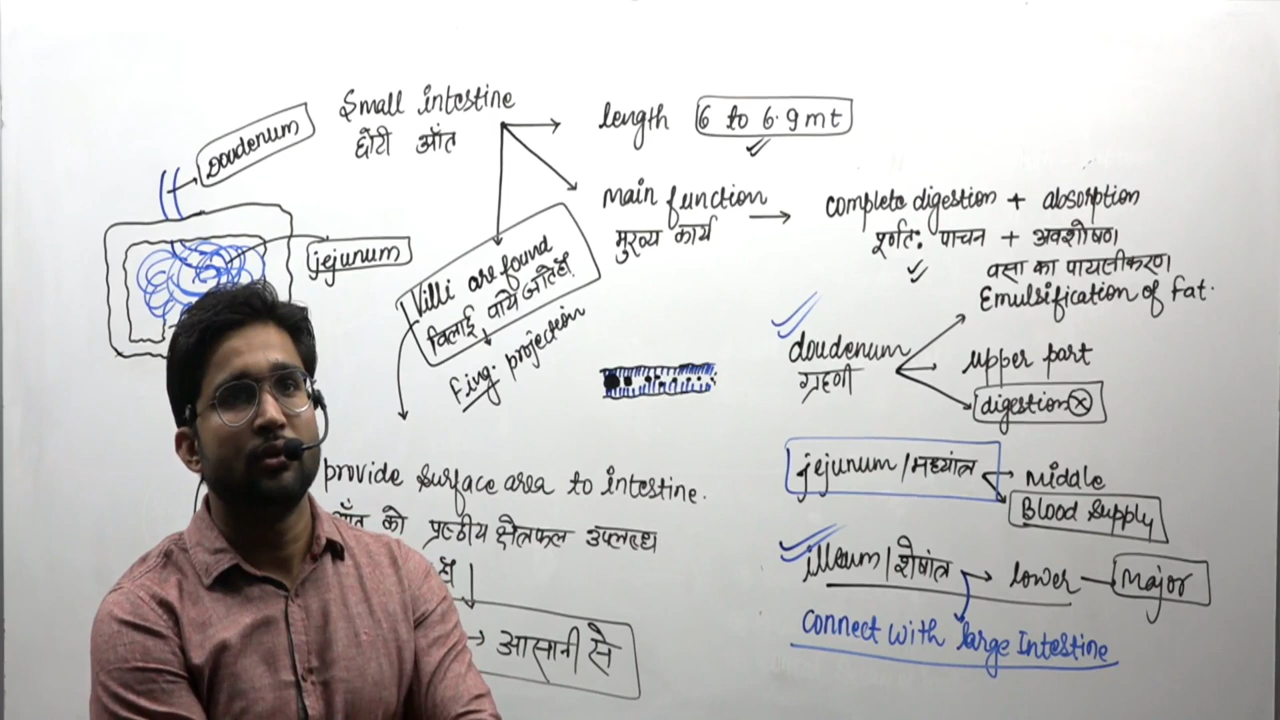 Small intestine
छोटी आँत
Doudenum
jejunum
length 6 to 6.9 mt
main function
मुख्य कार्य
complete digestion + absorption
पूर्णतः पाचन + अवशोषण
वसा का पायसीकरण
Emulsification of Fat.
Villi are found
विलाई पाये जाते हैं.
Fing. projection
doudenum
ग्रहणी
upper part
digestion
provide surface area to intestine.
आँत को
क्षेत्रफल उपलब्ध
→ आसानी से
jejunum/मध्यांत्र
middle
Blood Supply
illeum/शेषांत्र → lower — Major
connect with large Intestine